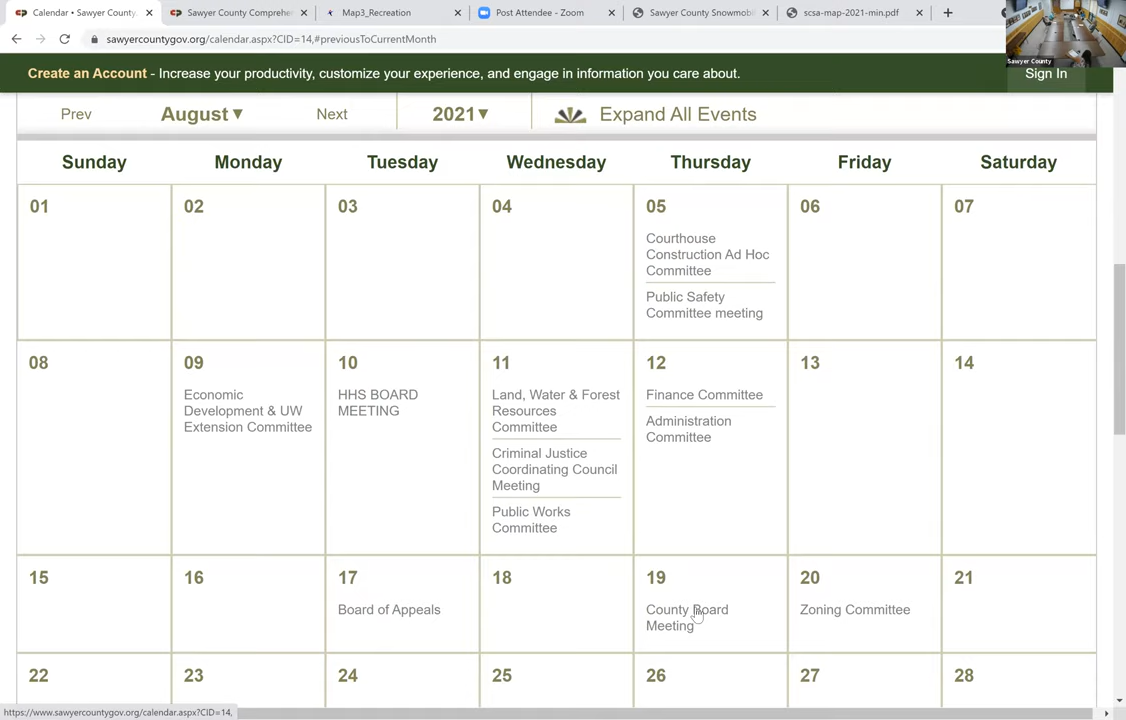 Calendar • Sawyer County,
Sawyer County Comprehe
Map3_Recreation
Post Attendee - Zoom
Sawyer County Snowmobi
scsa-map-2021-min.pdf
sawyercountygov.org/calendar.aspx?CID=14,#previousToCurrentMonth
Sawyer County
Create an Account - Increase your productivity, customize your experience, and engage in information you care about.
Sign In
Prev
August ▼
Next
2021▼
Expand All Events
Sunday
Monday
Tuesday
Wednesday
Thursday
Friday
Saturday
01
02
03
04
05
Courthouse
Construction Ad Hoc
Committee
Public Safety
Committee meeting
06
07
08
09
Economic
Development & UW
Extension Committee
10
HHS BOARD
MEETING
11
Land, Water & Forest
Resources
Committee
Criminal Justice
Coordinating Council
Meeting
Public Works
Committee
12
Finance Committee
Administration
Committee
13
14
15
16
17
Board of Appeals
18
19
County Board
Meeting
20
Zoning Committee
21
22
23
24
25
26
27
28
https://www.sawyercountygov.org/calendar.aspx?CID=14,